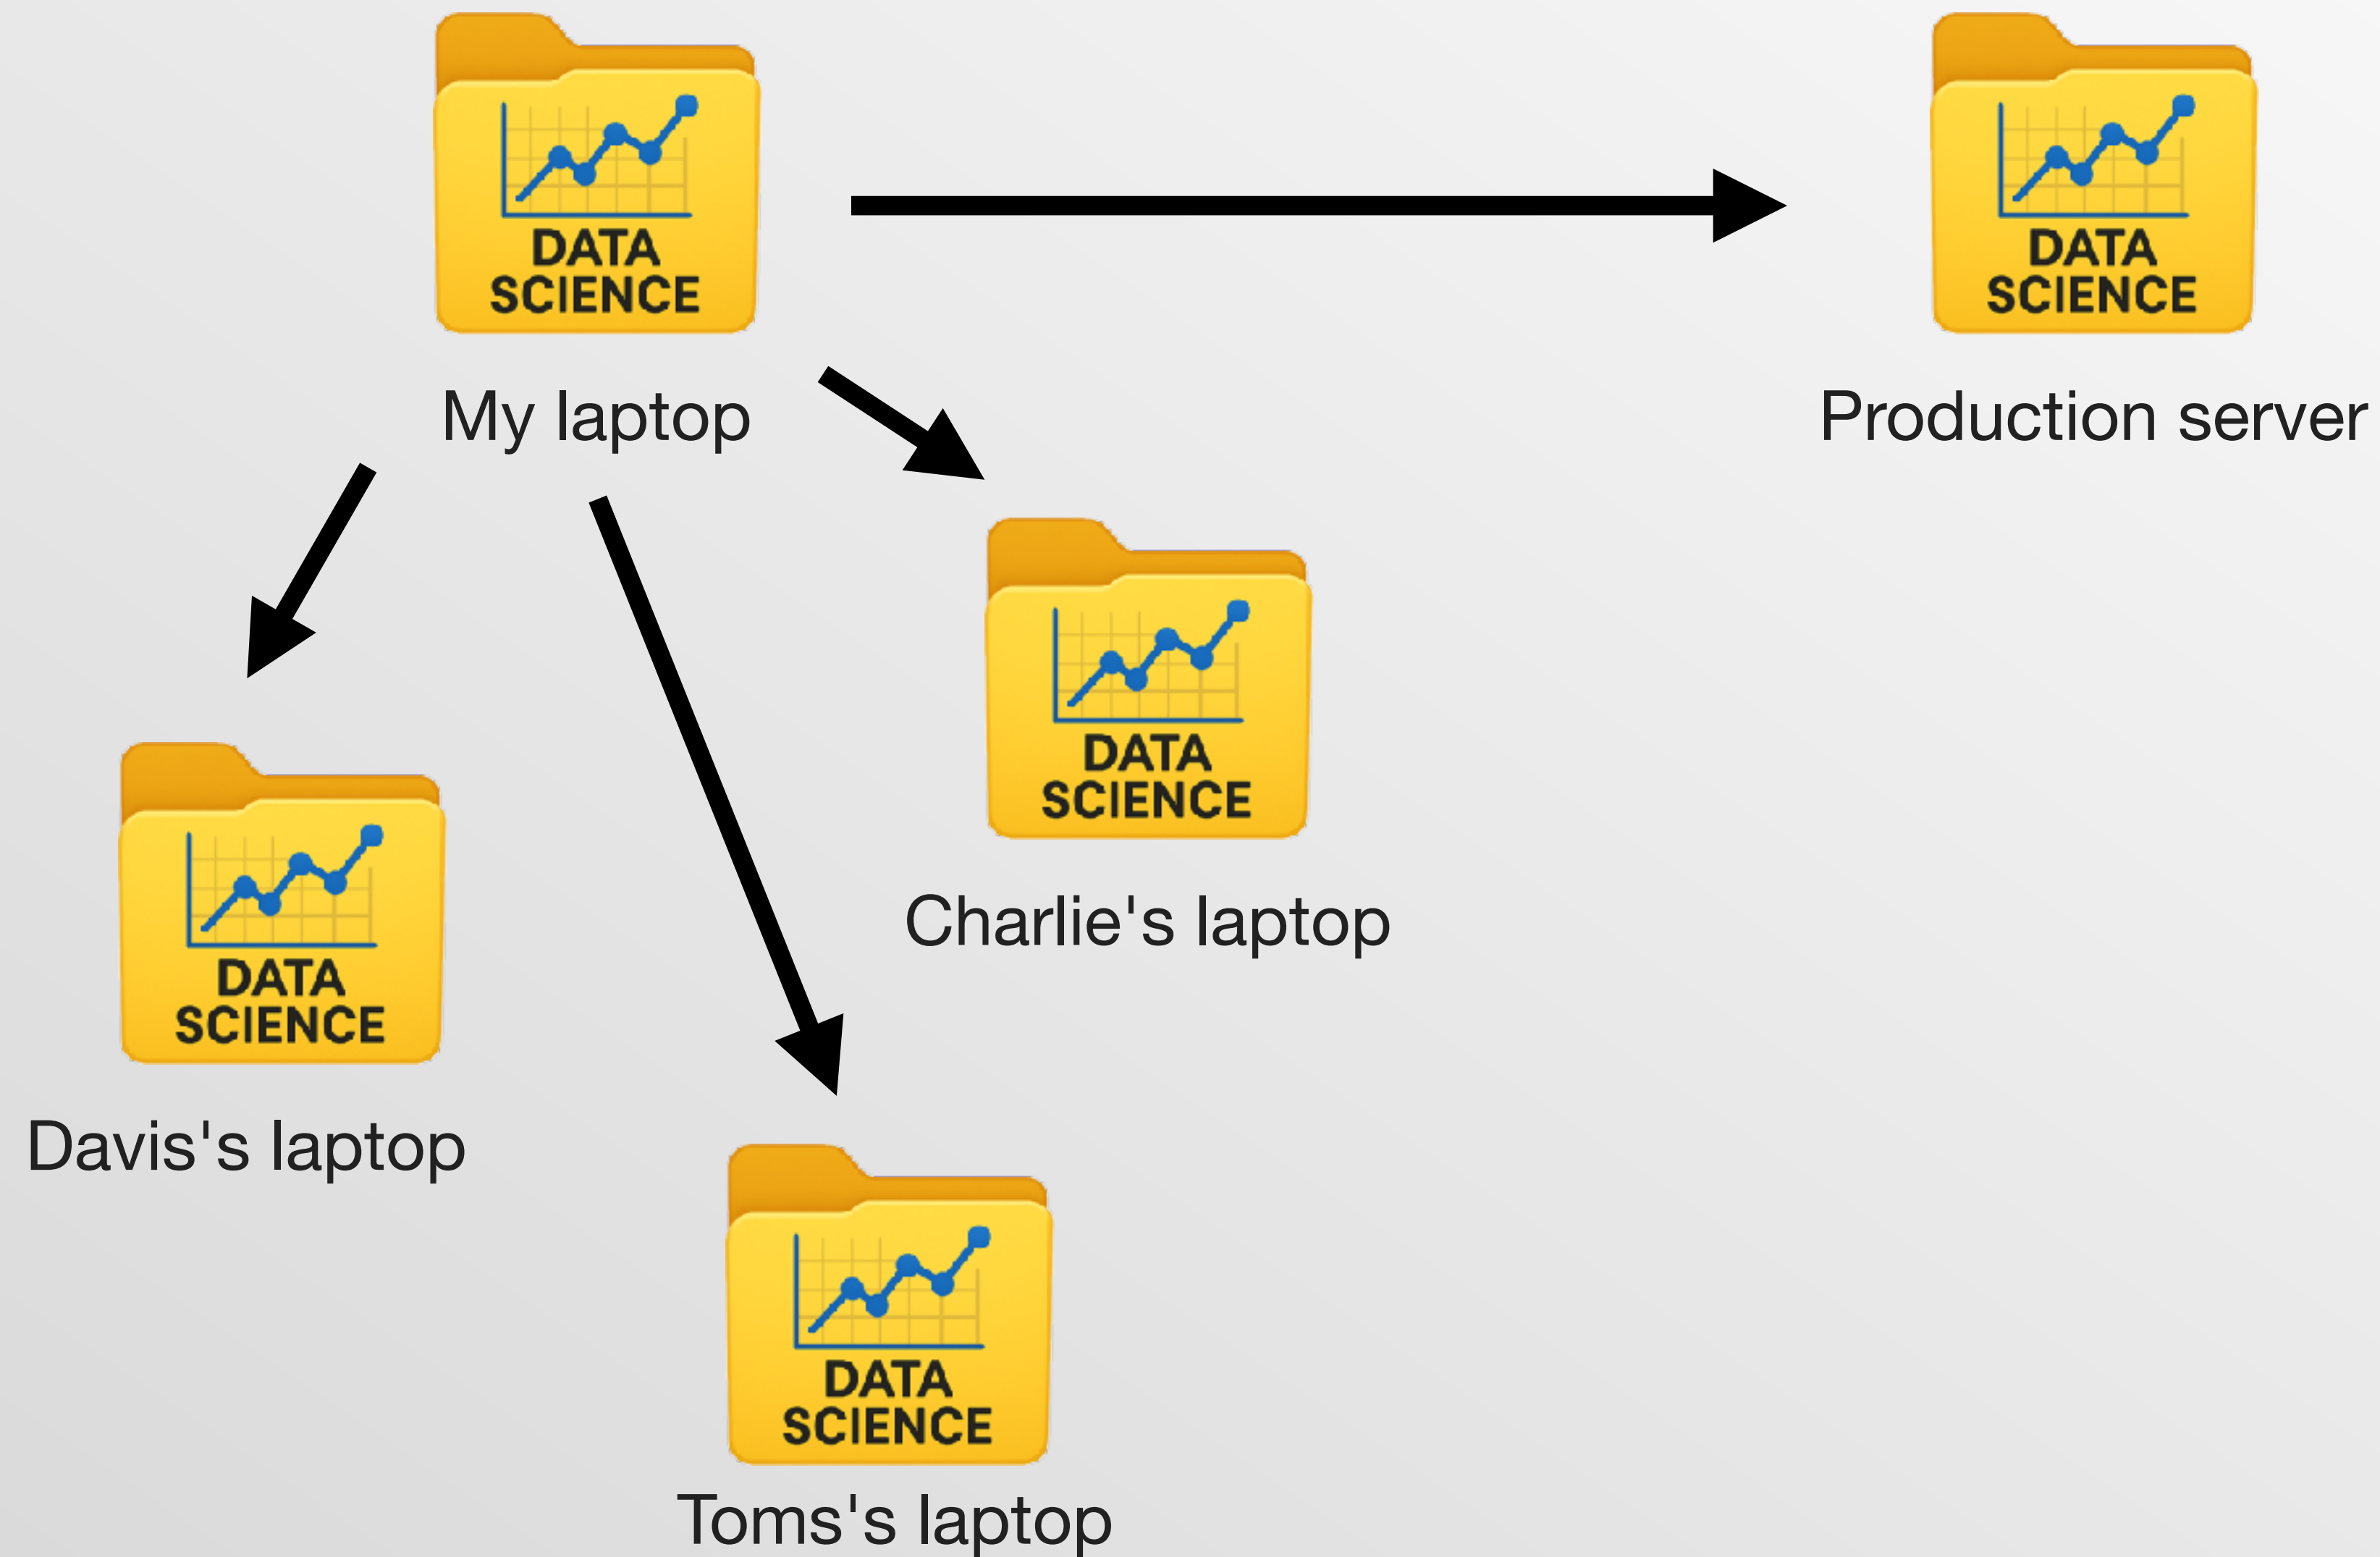 DATA
SCIENCE
My laptop
DATA
SCIENCE
Production server
DATA
SCIENCE
Charlie's laptop
DATA
SCIENCE
Davis's laptop
DATA
SCIENCE
Toms's laptop